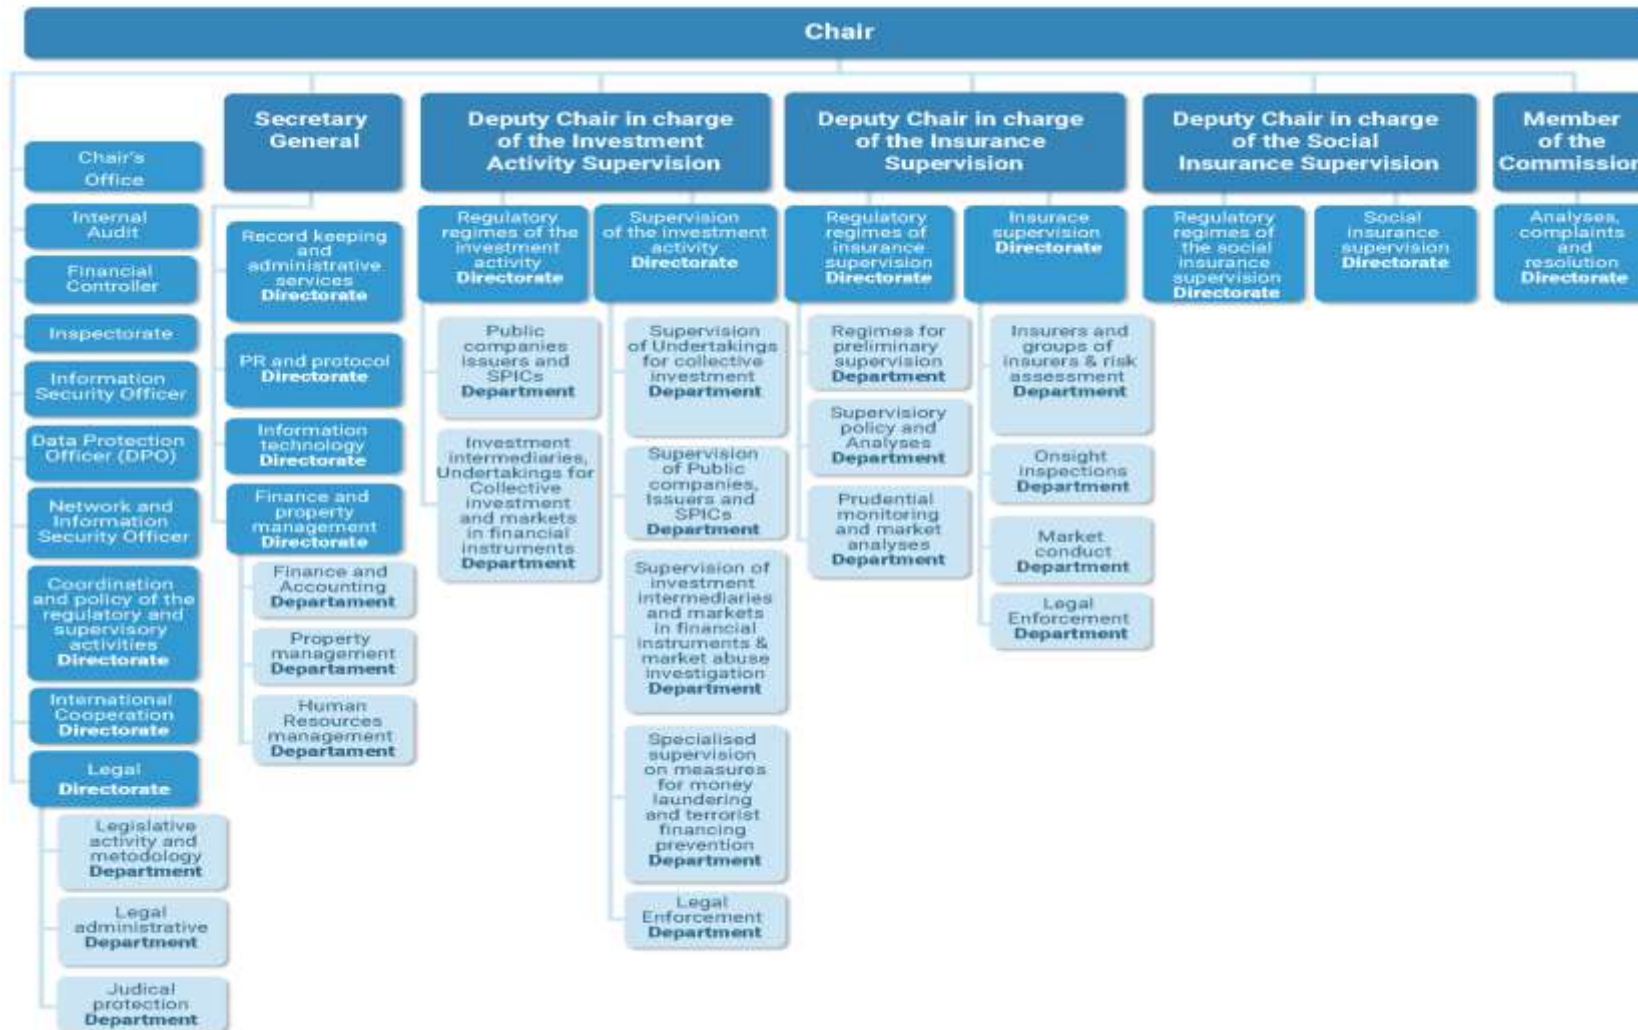 Chair
Chair's
Office
Internal
Audit
Financial
Controller
Inspectorate
Information
Security Officer
Data Protection
Officer (DPO)
Network and
Information
Security Officer
Coordination
and policy of the
regulatory and
supervisory
activities
Directorate
International
Cooperation
Directorate
Legal
Directorate
Legislative
activity and
metodology
Department
Legal
administrative
Department
Judical
protection
Department
Secretary
General
Record keeping
and
administrative
services
Directorate
PR and protocol
Directorate
Information
technology
Directorate
Finance and
property
management
Directorate
Finance and
Accounting
Departament
Property
management
Departament
Human
Resources
management
Departament
Deputy Chair in charge
of the Investment
Activity Supervision
Regulatory
regimes of the
investment
activity
Directorate
Public
companies
issuers and
SPICs
Department
Investment
intermediaries,
Undertakings for
Collective
investment
and markets
in financial
instruments
Department
Supervision
of the investment
activity
Directorate
Supervision
of Undertakings
for collective
investment
Department
Supervision
of Public
companies,
Issuers and
SPICs
Department
Supervision of
investment
intermediaries
and markets
in financial
instruments &
market abuse
investigation
Department
Specialised
supervision
on measures
for money
laundering
and terrorist
financing
prevention
Department
Legal
Enforcement
Department
Deputy Chair in charge
of the Insurance
Supervision
Regulatory
regimes of
insurance
supervision
Directorate
Regimes for
preliminary
supervision
Department
Supervisiory
policy and
Analyses
Department
Prudential
monitoring
and market
analyses
Department
Insurace
supervision
Directorate
Insurers and
groups of
insurers & risk
assessment
Department
Onsight
inspections
Department
Market
conduct
Department
Legal
Enforcement
Department
Deputy Chair in charge
of the Social
Insurance Supervision
Regulatory
regimes of
the social
insurance
supervision
Directorate
Social
insurance
supervision
Directorate
Member
of the
Commission
Analyses,
complaints
and
resolution
Directorate